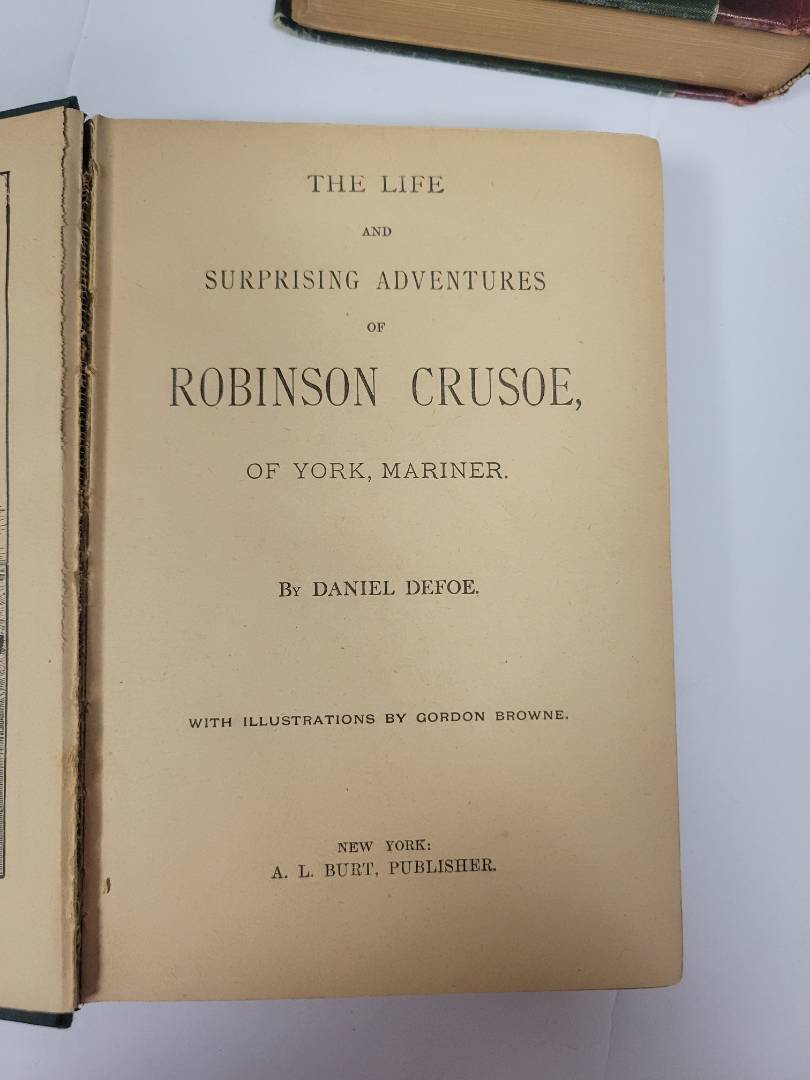 THE LIFE
AND
SURPRISING ADVENTURES
OF
ROBINSON CRUSOE,
OF YORK, MARINER.
By DANIEL DEFOE.
WITH ILLUSTRATIONS BY GORDON BROWNE.
NEW YORK:
A. L. BURT, PUBLISHER.